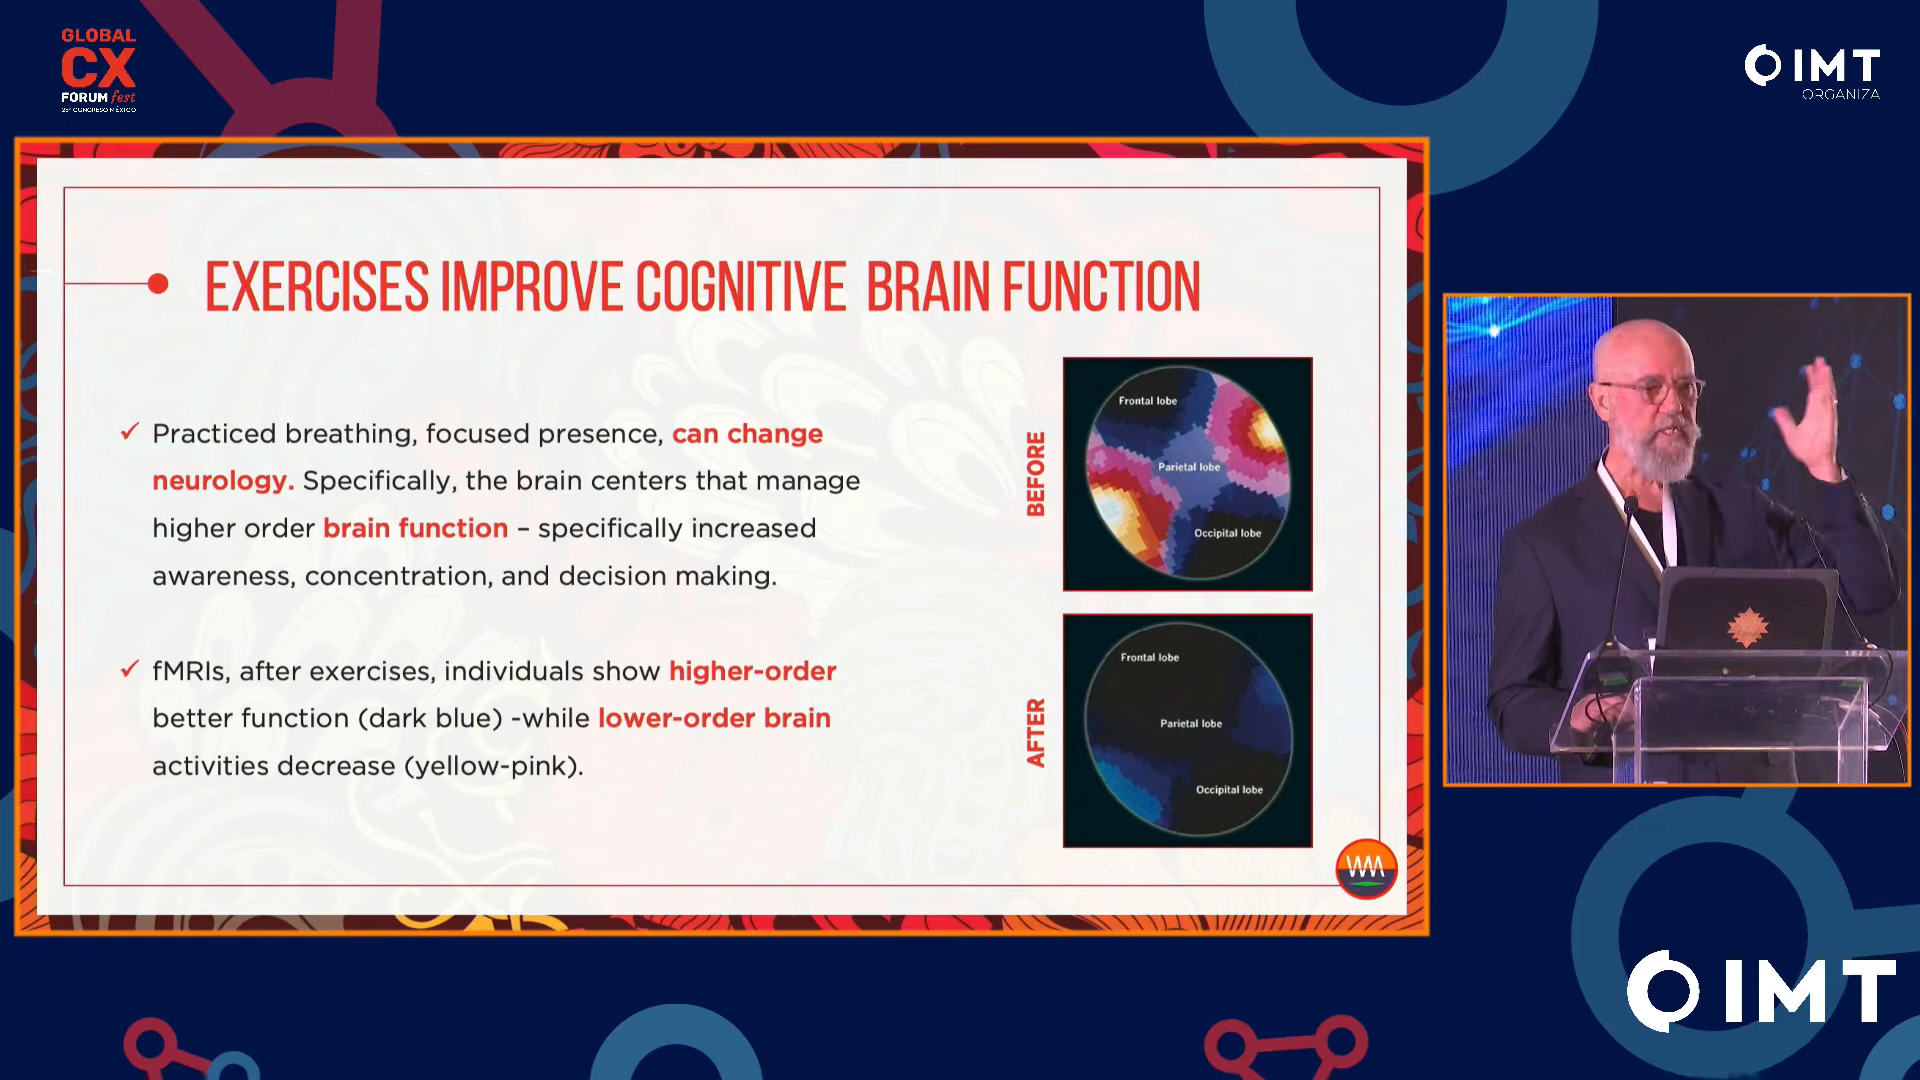 GLOBAL
CX
FORUM fest
25º CONGRESO MÉXICO
IMT
ORGANIZA
EXERCISES IMPROVE COGNITIVE BRAIN FUNCTION
✓ Practiced breathing, focused presence, can change
neurology. Specifically, the brain centers that manage
higher order brain function – specifically increased
awareness, concentration, and decision making.
✓ fMRIs, after exercises, individuals show higher-order
better function (dark blue) -while lower-order brain
activities decrease (yellow-pink).
BEFORE
Frontal lobe
Parietal lobe
Occipital lobe
AFTER
Frontal lobe
Parietal lobe
Occipital lobe
IMT